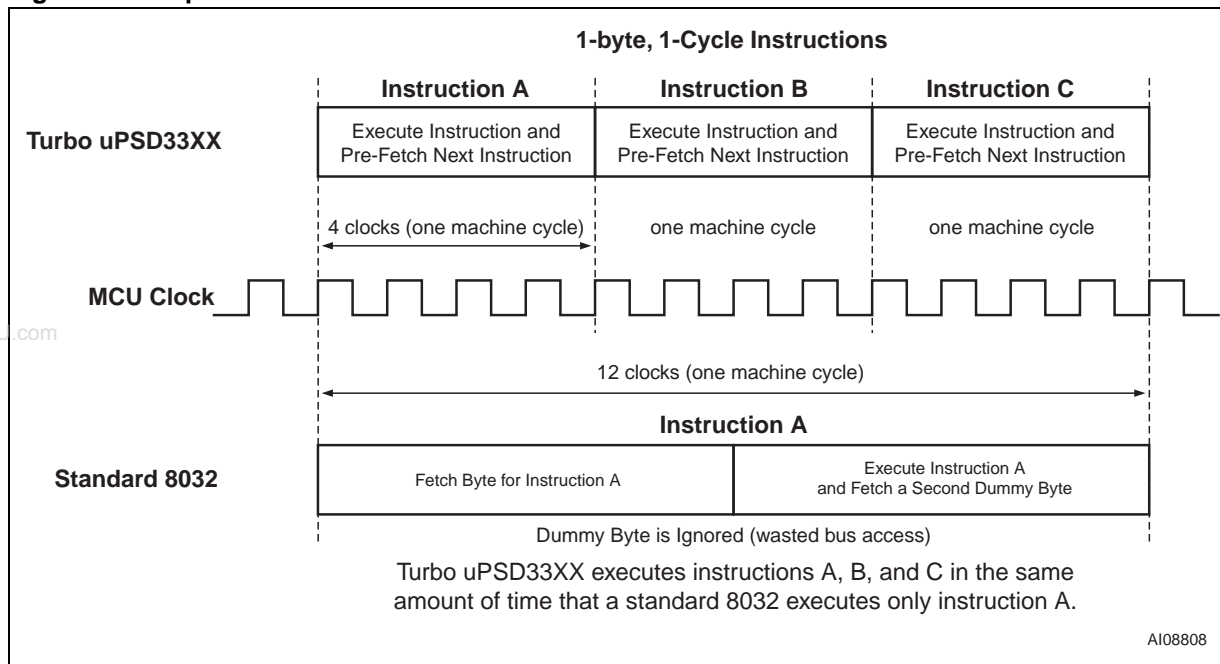 1-byte, 1-Cycle Instructions
Instruction A
Instruction B
Instruction C
Turbo uPSD33XX
Execute Instruction and
Pre-Fetch Next Instruction
Execute Instruction and
Pre-Fetch Next Instruction
Execute Instruction and
Pre-Fetch Next Instruction
4 clocks (one machine cycle)
one machine cycle
one machine cycle
MCU Clock
.com
12 clocks (one machine cycle)
Instruction A
Standard 8032
Fetch Byte for Instruction A
Execute Instruction A
and Fetch a Second Dummy Byte
Dummy Byte is Ignored (wasted bus access)
Turbo uPSD33XX executes instructions A, B, and C in the same
amount of time that a standard 8032 executes only instruction A.
AI08808